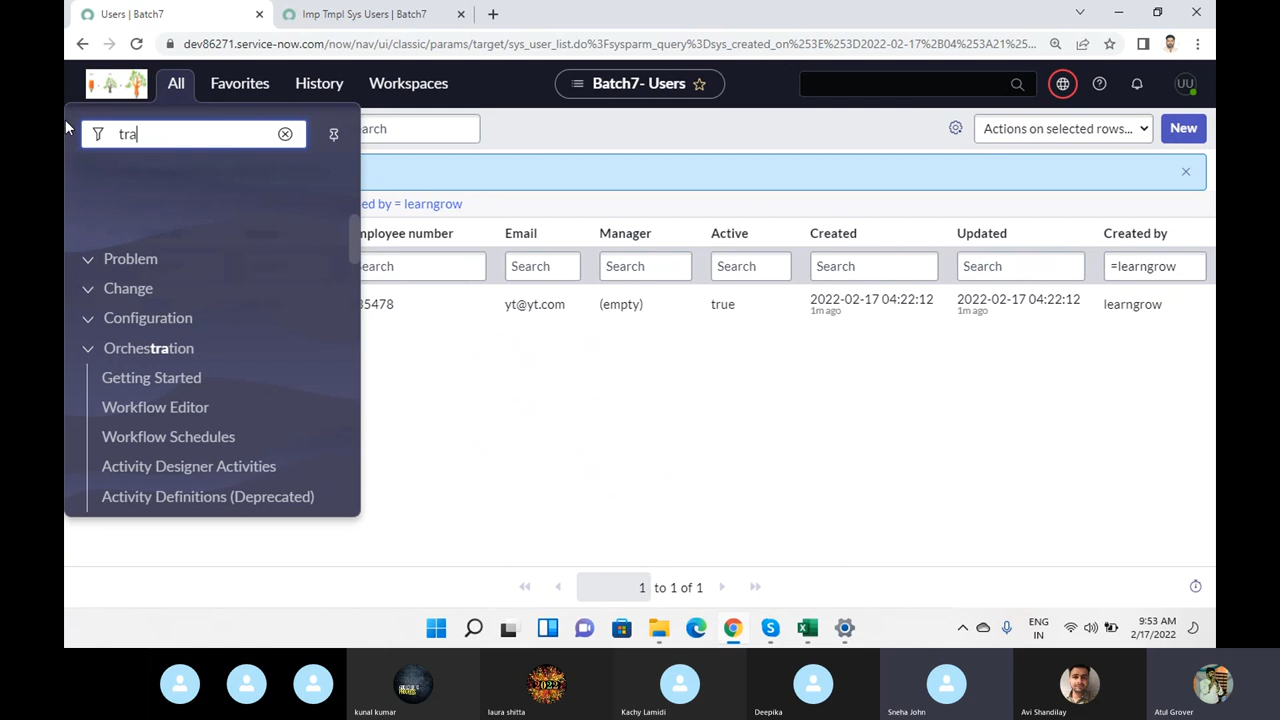 Users | Batch7
Imp Tmpl Sys Users | Batch7
dev86271.service-now.com/now/nav/ui/classic/params/target/sys_user_list.do%3Fsysparm_query%3Dsys_created_on%253E%253D2022-02-17%2B04%253A21%...
All
Favorites
History
Workspaces
Batch7- Users
UU
tra
earch
Actions on selected rows...
New
ed by = learngrow
mployee number
Email
Manager
Active
Created
Updated
Created by
earch
Search
Search
Search
Search
Search
=learngrow
35478
yt@yt.com
(empty)
true
2022-02-17 04:22:12
1m ago
2022-02-17 04:22:12
1m ago
learngrow
Problem
Change
Configuration
Orchestration
Getting Started
Workflow Editor
Workflow Schedules
Activity Designer Activities
Activity Definitions (Deprecated)
1 to 1 of 1
ENG
IN
9:53 AM
2/17/2022
2022
kunal kumar
laura shitta
Kachy Lamidi
Deepika
Sneha John
Avi Shandilay
Atul Grover